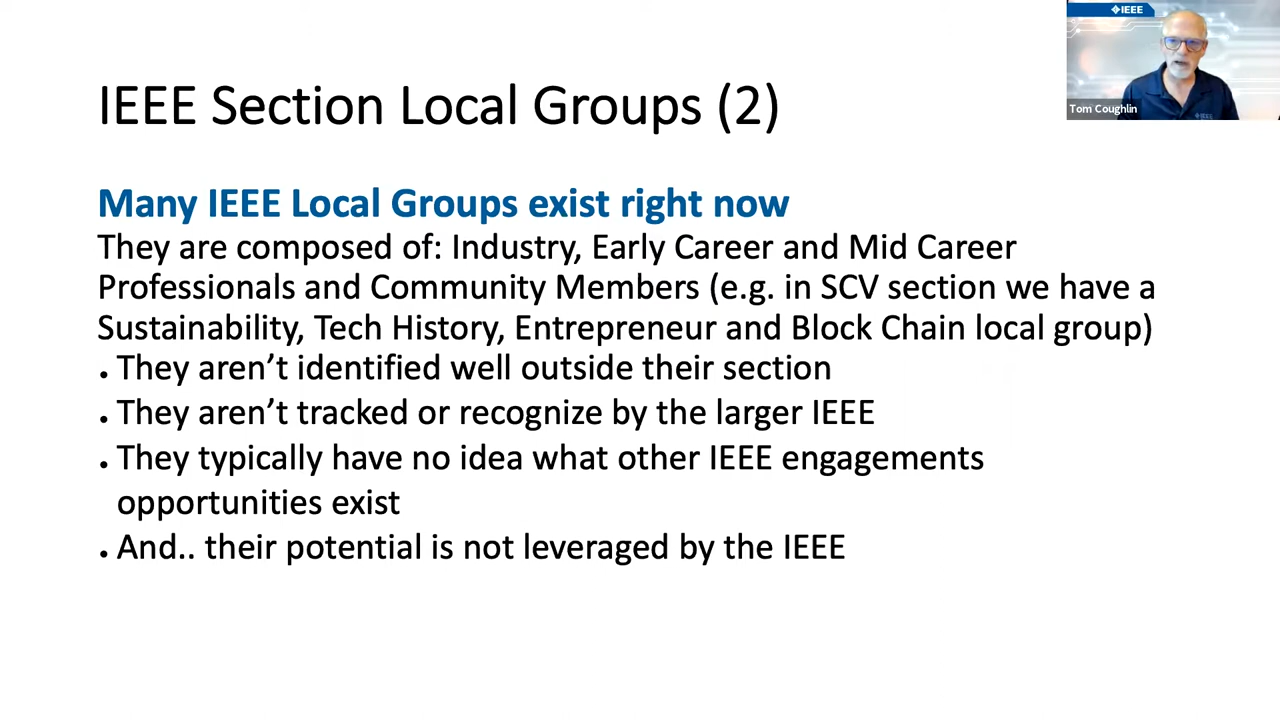 IEEE
Tom Coughlin
IEEE Section Local Groups (2)
Many IEEE Local Groups exist right now
They are composed of: Industry, Early Career and Mid Career
Professionals and Community Members (e.g. in SCV section we have a
Sustainability, Tech History, Entrepreneur and Block Chain local group)
• They aren’t identified well outside their section
• They aren’t tracked or recognize by the larger IEEE
• They typically have no idea what other IEEE engagements
opportunities exist
• And.. their potential is not leveraged by the IEEE